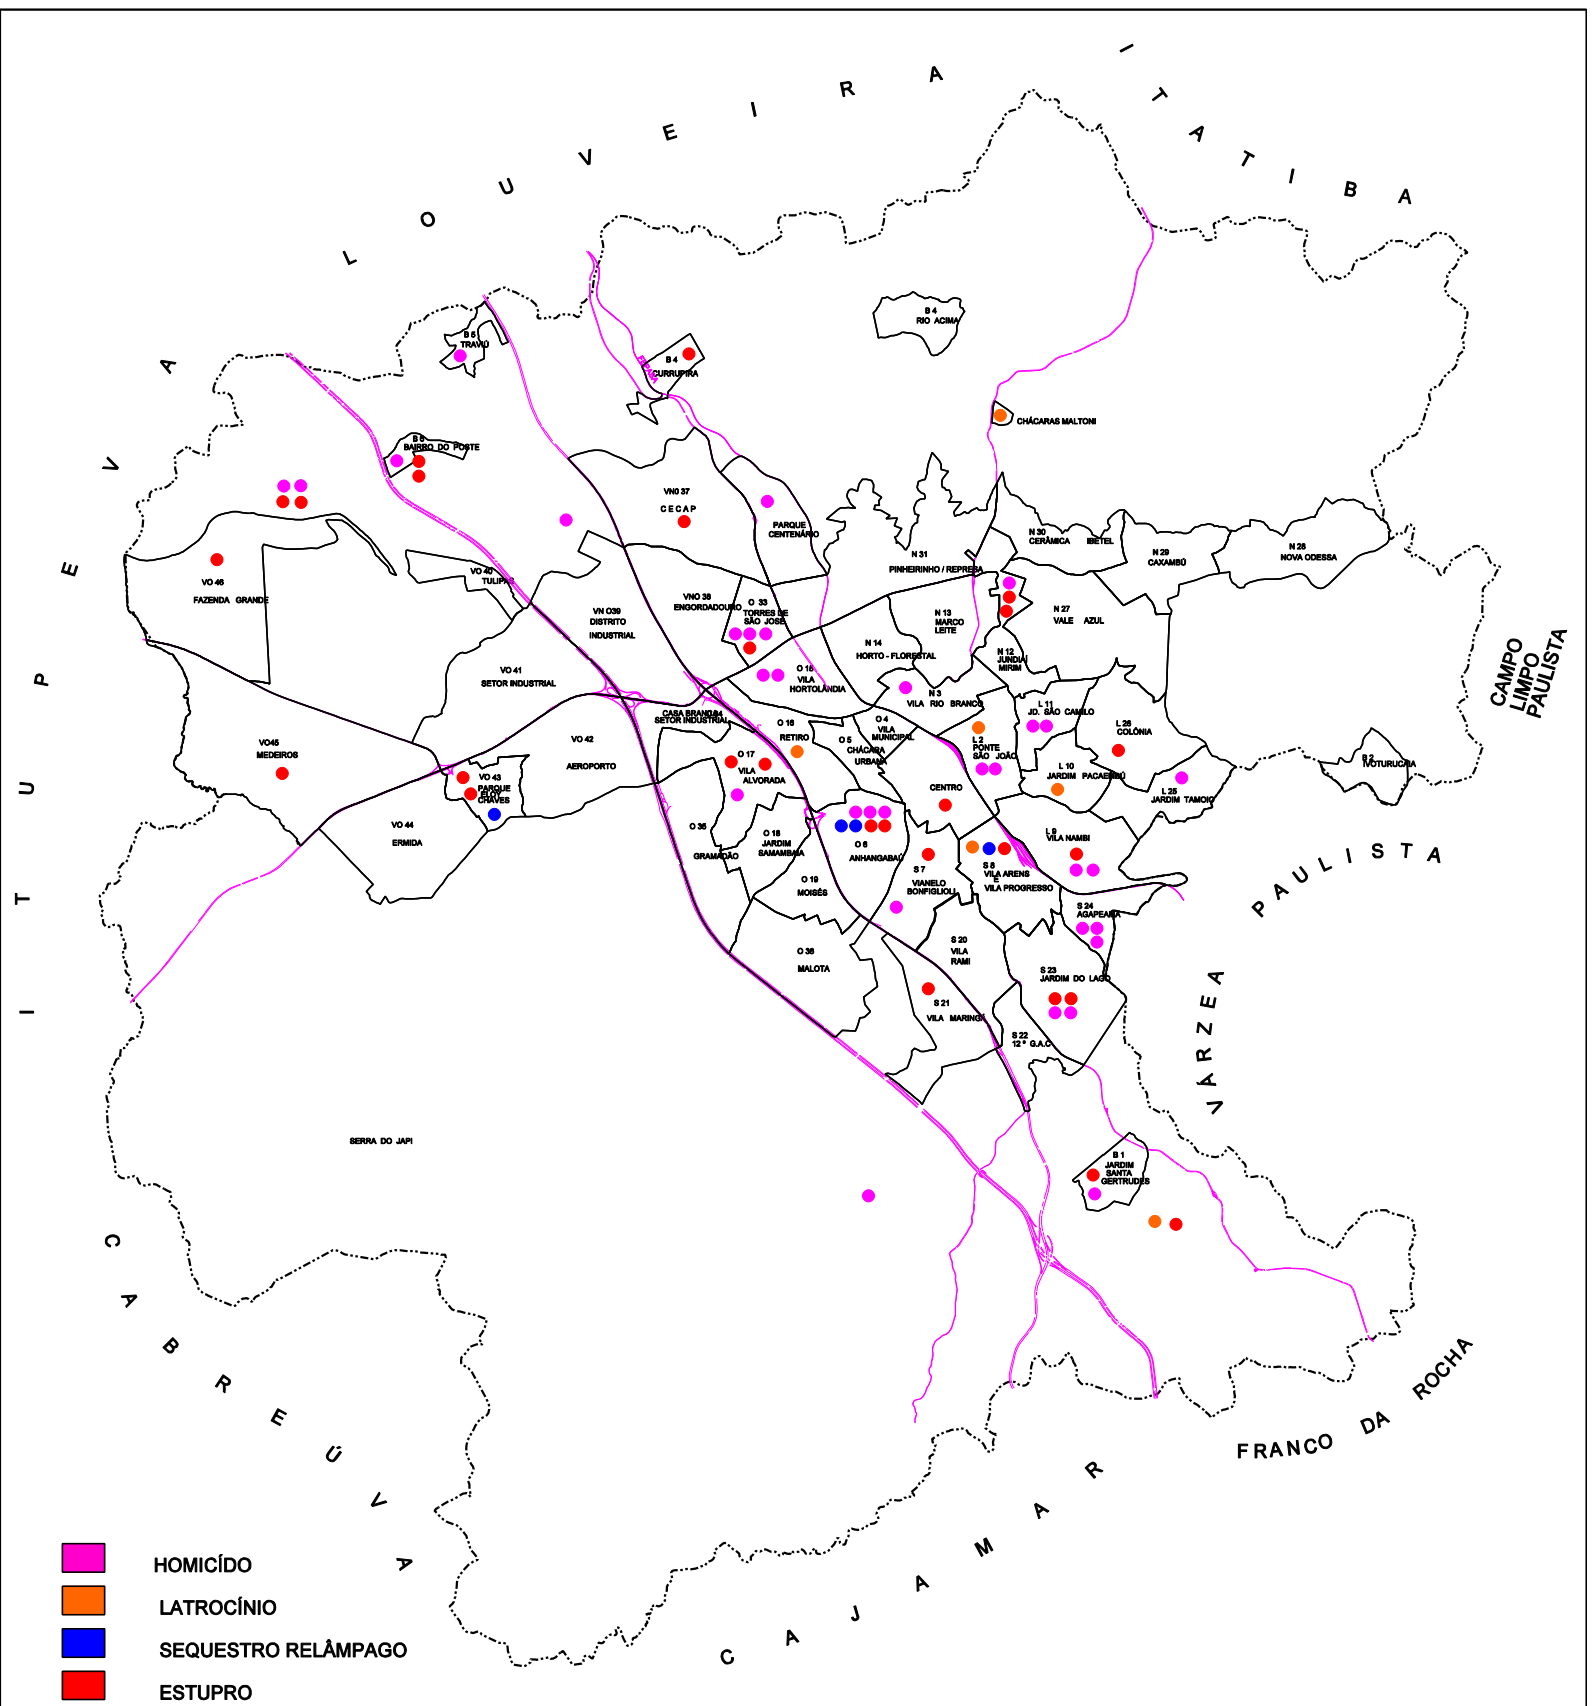 ITATIBA
LOUVEIRA
ITUPEVA
B 5
TRAVIÚ
B 4
CURRUPIRA
B 4
RIO ACIMA
CHÁCARAS MALTONI
B 6
BAIRRO DO POSTE
VN0 37
CECAP
PARQUE
CENTENÁRIO
N 31
PINHEIRINHO / REPRESA
N 30
CERÂMICA IBETEL
N 29
CAXAMBÚ
N 28
NOVA ODESSA
VO 46
FAZENDA GRANDE
VO 40
TULIPAS
VN O39
DISTRITO
INDUSTRIAL
VNO 38
ENGORDADOURO
O 33
TORRES DE
SÃO JOSÉ
N 13
MARCO
LEITE
N 27
VALE AZUL
N 14
HORTO - FLORESTAL
N 12
JUNDIAÍ
MIRIM
VO 41
SETOR INDUSTRIAL
O 15
VILA
HORTOLÂNDIA
N 3
VILA RIO BRANCO
L 11
JD. SÃO CAMILO
L 26
COLÔNIA
CAMPO
LIMPO
PAULISTA
CASA BRANCA
SETOR INDUSTRIAL
O 16
RETIRO
O 4
VILA
MUNICIPAL
O 5
CHÁCARA
URBANA
L 2
PONTE
SÃO JOÃO
VO45
MEDEIROS
VO 42
AEROPORTO
O 17
VILA
ALVORADA
L 10
JARDIM PACAEMBÚ
B 2
IVOTURUCAIA
VO 43
PARQUE
ELOY
CHAVES
CENTRO
L 25
JARDIM TAMOIO
VO 44
ERMIDA
O 35
GRAMADÃO
O 18
JARDIM
SAMAMBAIA
O 6
ANHANGABAÚ
L 9
VILA NAMBI
S 7
VIANELO
BONFIGLIOLI
S 8
VILA ARENS
E
VILA PROGRESSO
O 19
MOISÉS
S 24
AGAPEAMA
VÁRZEA PAULISTA
O 36
MALOTA
S 20
VILA
RAMI
S 23
JARDIM DO LAGO
S 21
VILA MARINGÁ
S 22
12 º G.A.C
SERRA DO JAPI
B 1
JARDIM
SANTA
GERTRUDES
CABREÚVA
FRANCO DA ROCHA
CAJAMAR
HOMICÍDO
LATROCÍNIO
SEQUESTRO RELÂMPAGO
ESTUPRO